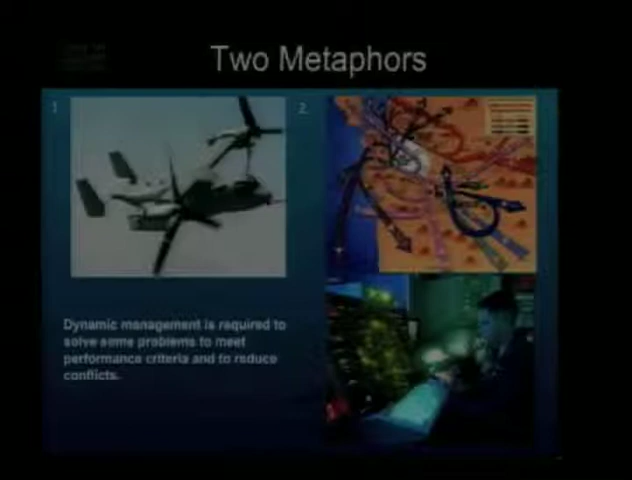 Two Metaphors
1
2.
Dynamic management is required to
solve some problems to meet
performance criteria and to reduce
conflicts.